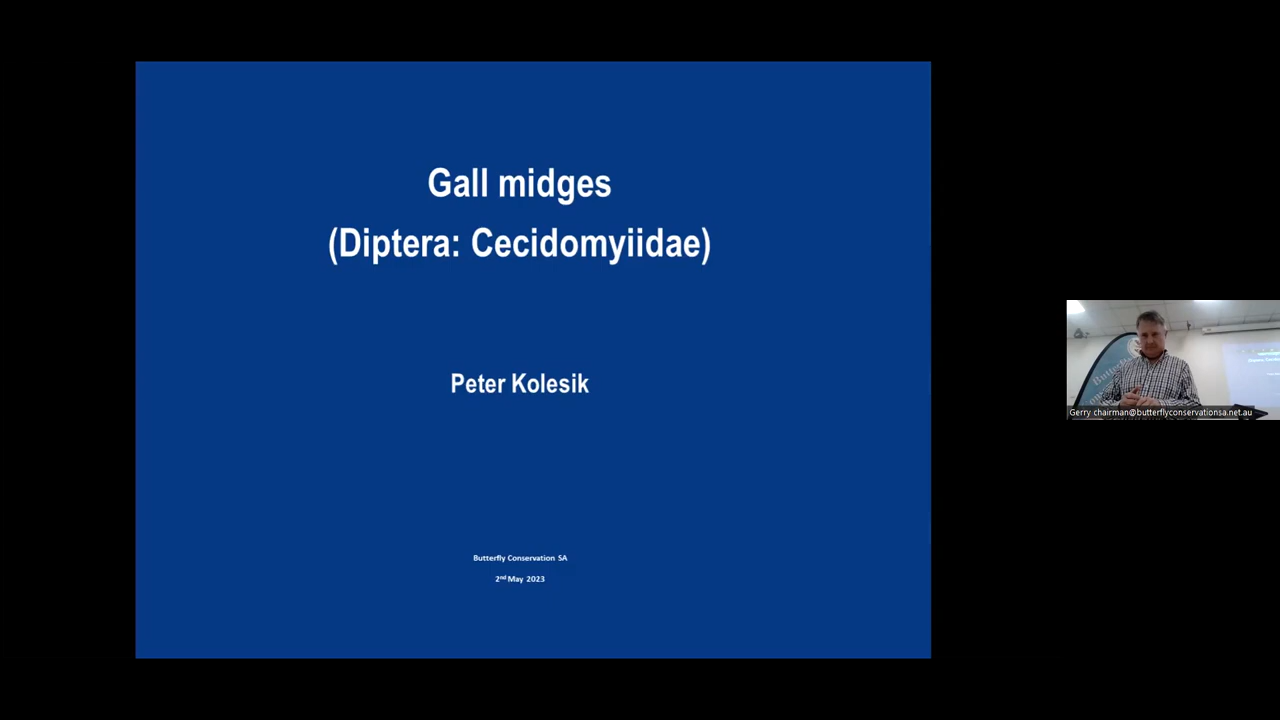 Gall midges
(Diptera: Cecidomyiidae)
Peter Kolesik
Butterfly Conservation SA
2nd May 2023
Gerry chairman@butterflyconservationsa.net.au